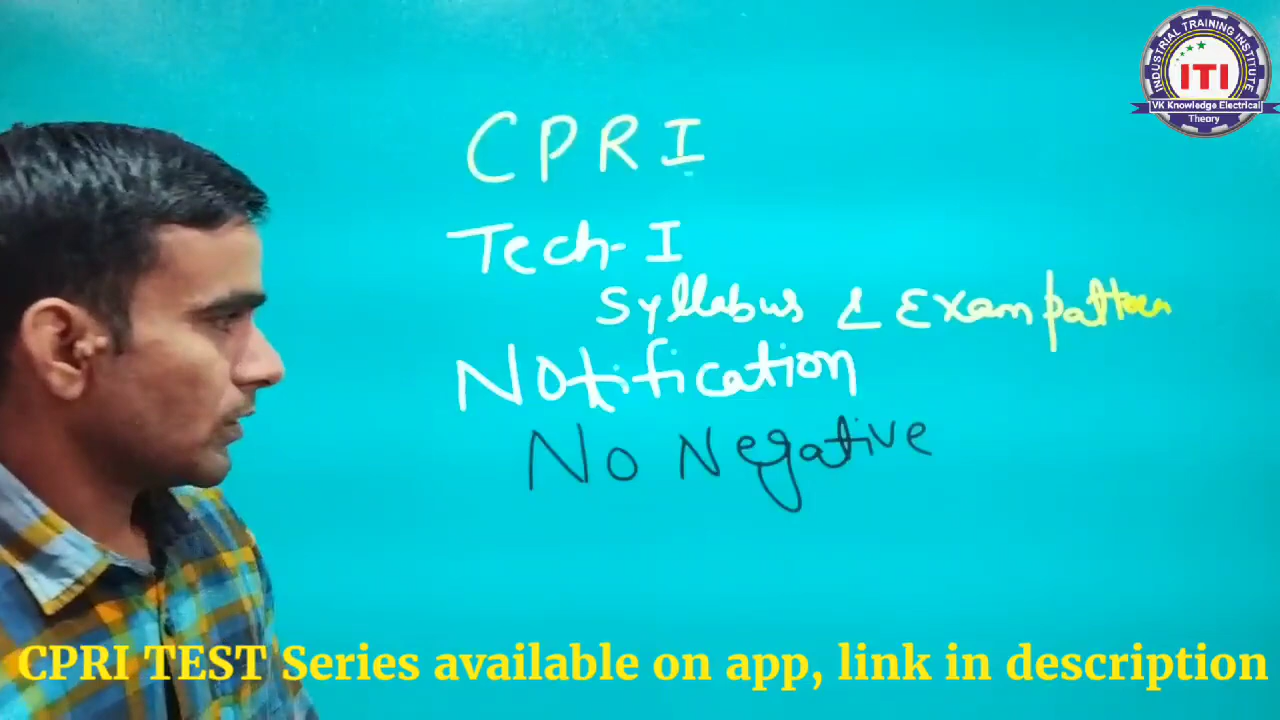 CPRI
Tech-I
Syllabus & Exam pattern
Notification
No Negative
INDUSTRIAL TRAINING INSTITUTE
ITI
VK Knowledge Electrical
Theory
CPRI TEST Series available on app, link in description